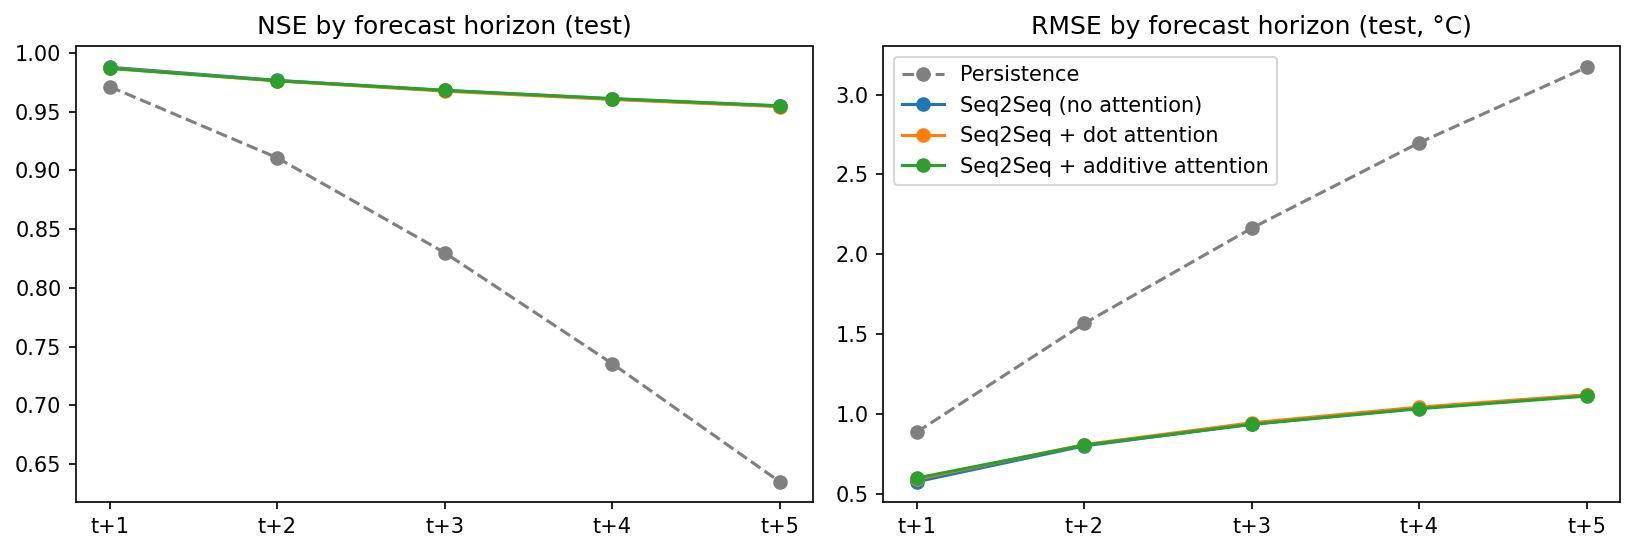 NSE by forecast horizon (test)
1.00
0.95
0.90
0.85
0.80
0.75
0.70
0.65
t+1 t+2 t+3 t+4 t+5
RMSE by forecast horizon (test, °C)
Persistence
Seq2Seq (no attention)
Seq2Seq + dot attention
Seq2Seq + additive attention
3.0
2.5
2.0
1.5
1.0
0.5
t+1 t+2 t+3 t+4 t+5